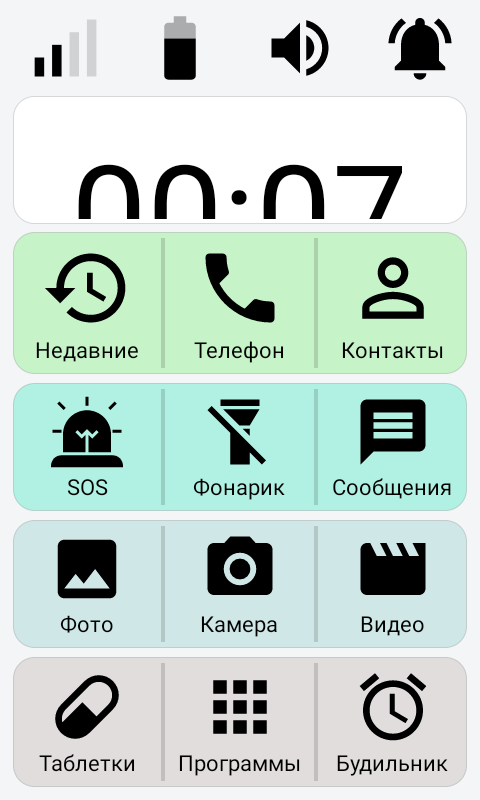 00:07
Недавние Телефон Контакты
SOS Фонарик Сообщения
Фото Камера Видео
Таблетки Программы Будильник